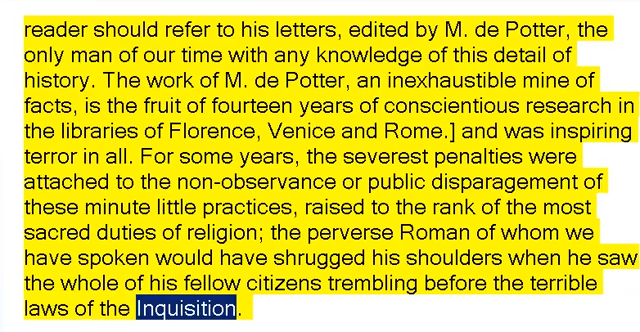 reader should refer to his letters, edited by M. de Potter, the
only man of our time with any knowledge of this detail of
history. The work of M. de Potter, an inexhaustible mine of
facts, is the fruit of fourteen years of conscientious research in
the libraries of Florence, Venice and Rome.] and was inspiring
terror in all. For some years, the severest penalties were
attached to the non-observance or public disparagement of
these minute little practices, raised to the rank of the most
sacred duties of religion; the perverse Roman of whom we
have spoken would have shrugged his shoulders when he saw
the whole of his fellow citizens trembling before the terrible
laws of the Inquisition.